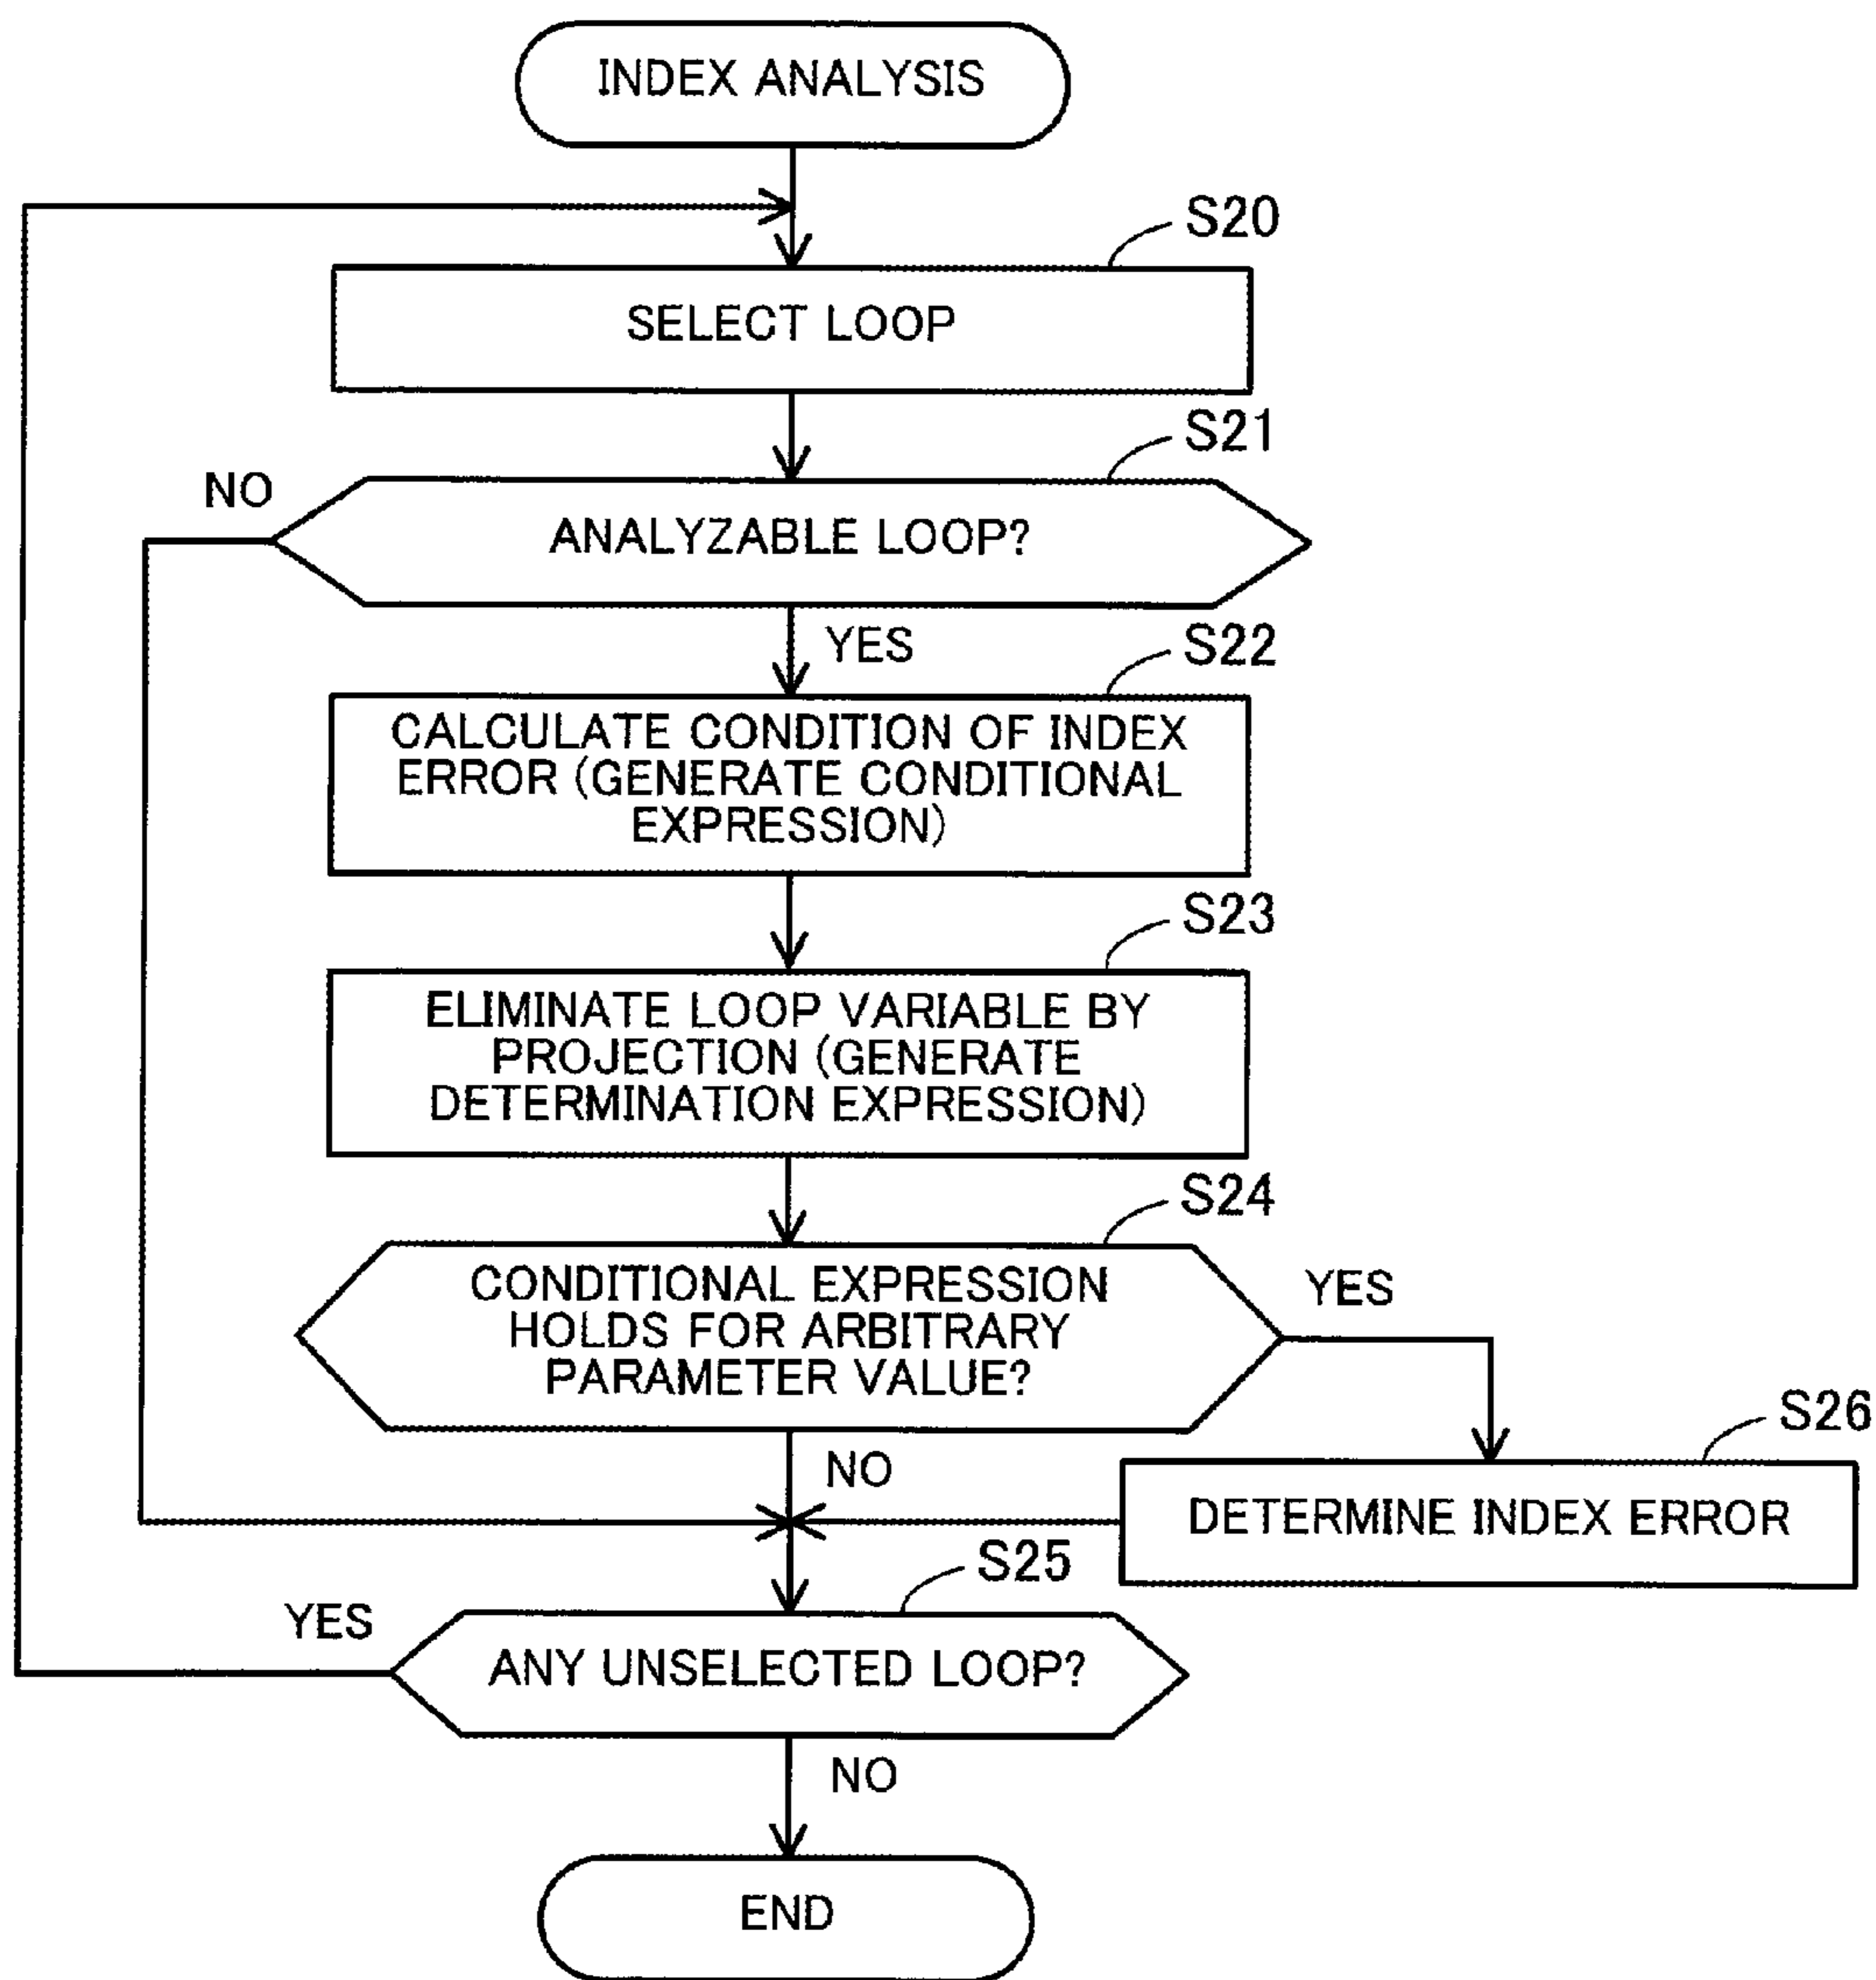 INDEX ANALYSIS
S20
SELECT LOOP
S21
NO
ANALYZABLE LOOP?
YES
S22
CALCULATE CONDITION OF INDEX
ERROR (GENERATE CONDITIONAL
EXPRESSION)
S23
ELIMINATE LOOP VARIABLE BY
PROJECTION (GENERATE
DETERMINATION EXPRESSION)
S24
CONDITIONAL EXPRESSION
HOLDS FOR ARBITRARY
PARAMETER VALUE?
YES
S26
NO
DETERMINE INDEX ERROR
S25
YES
ANY UNSELECTED LOOP?
NO
END